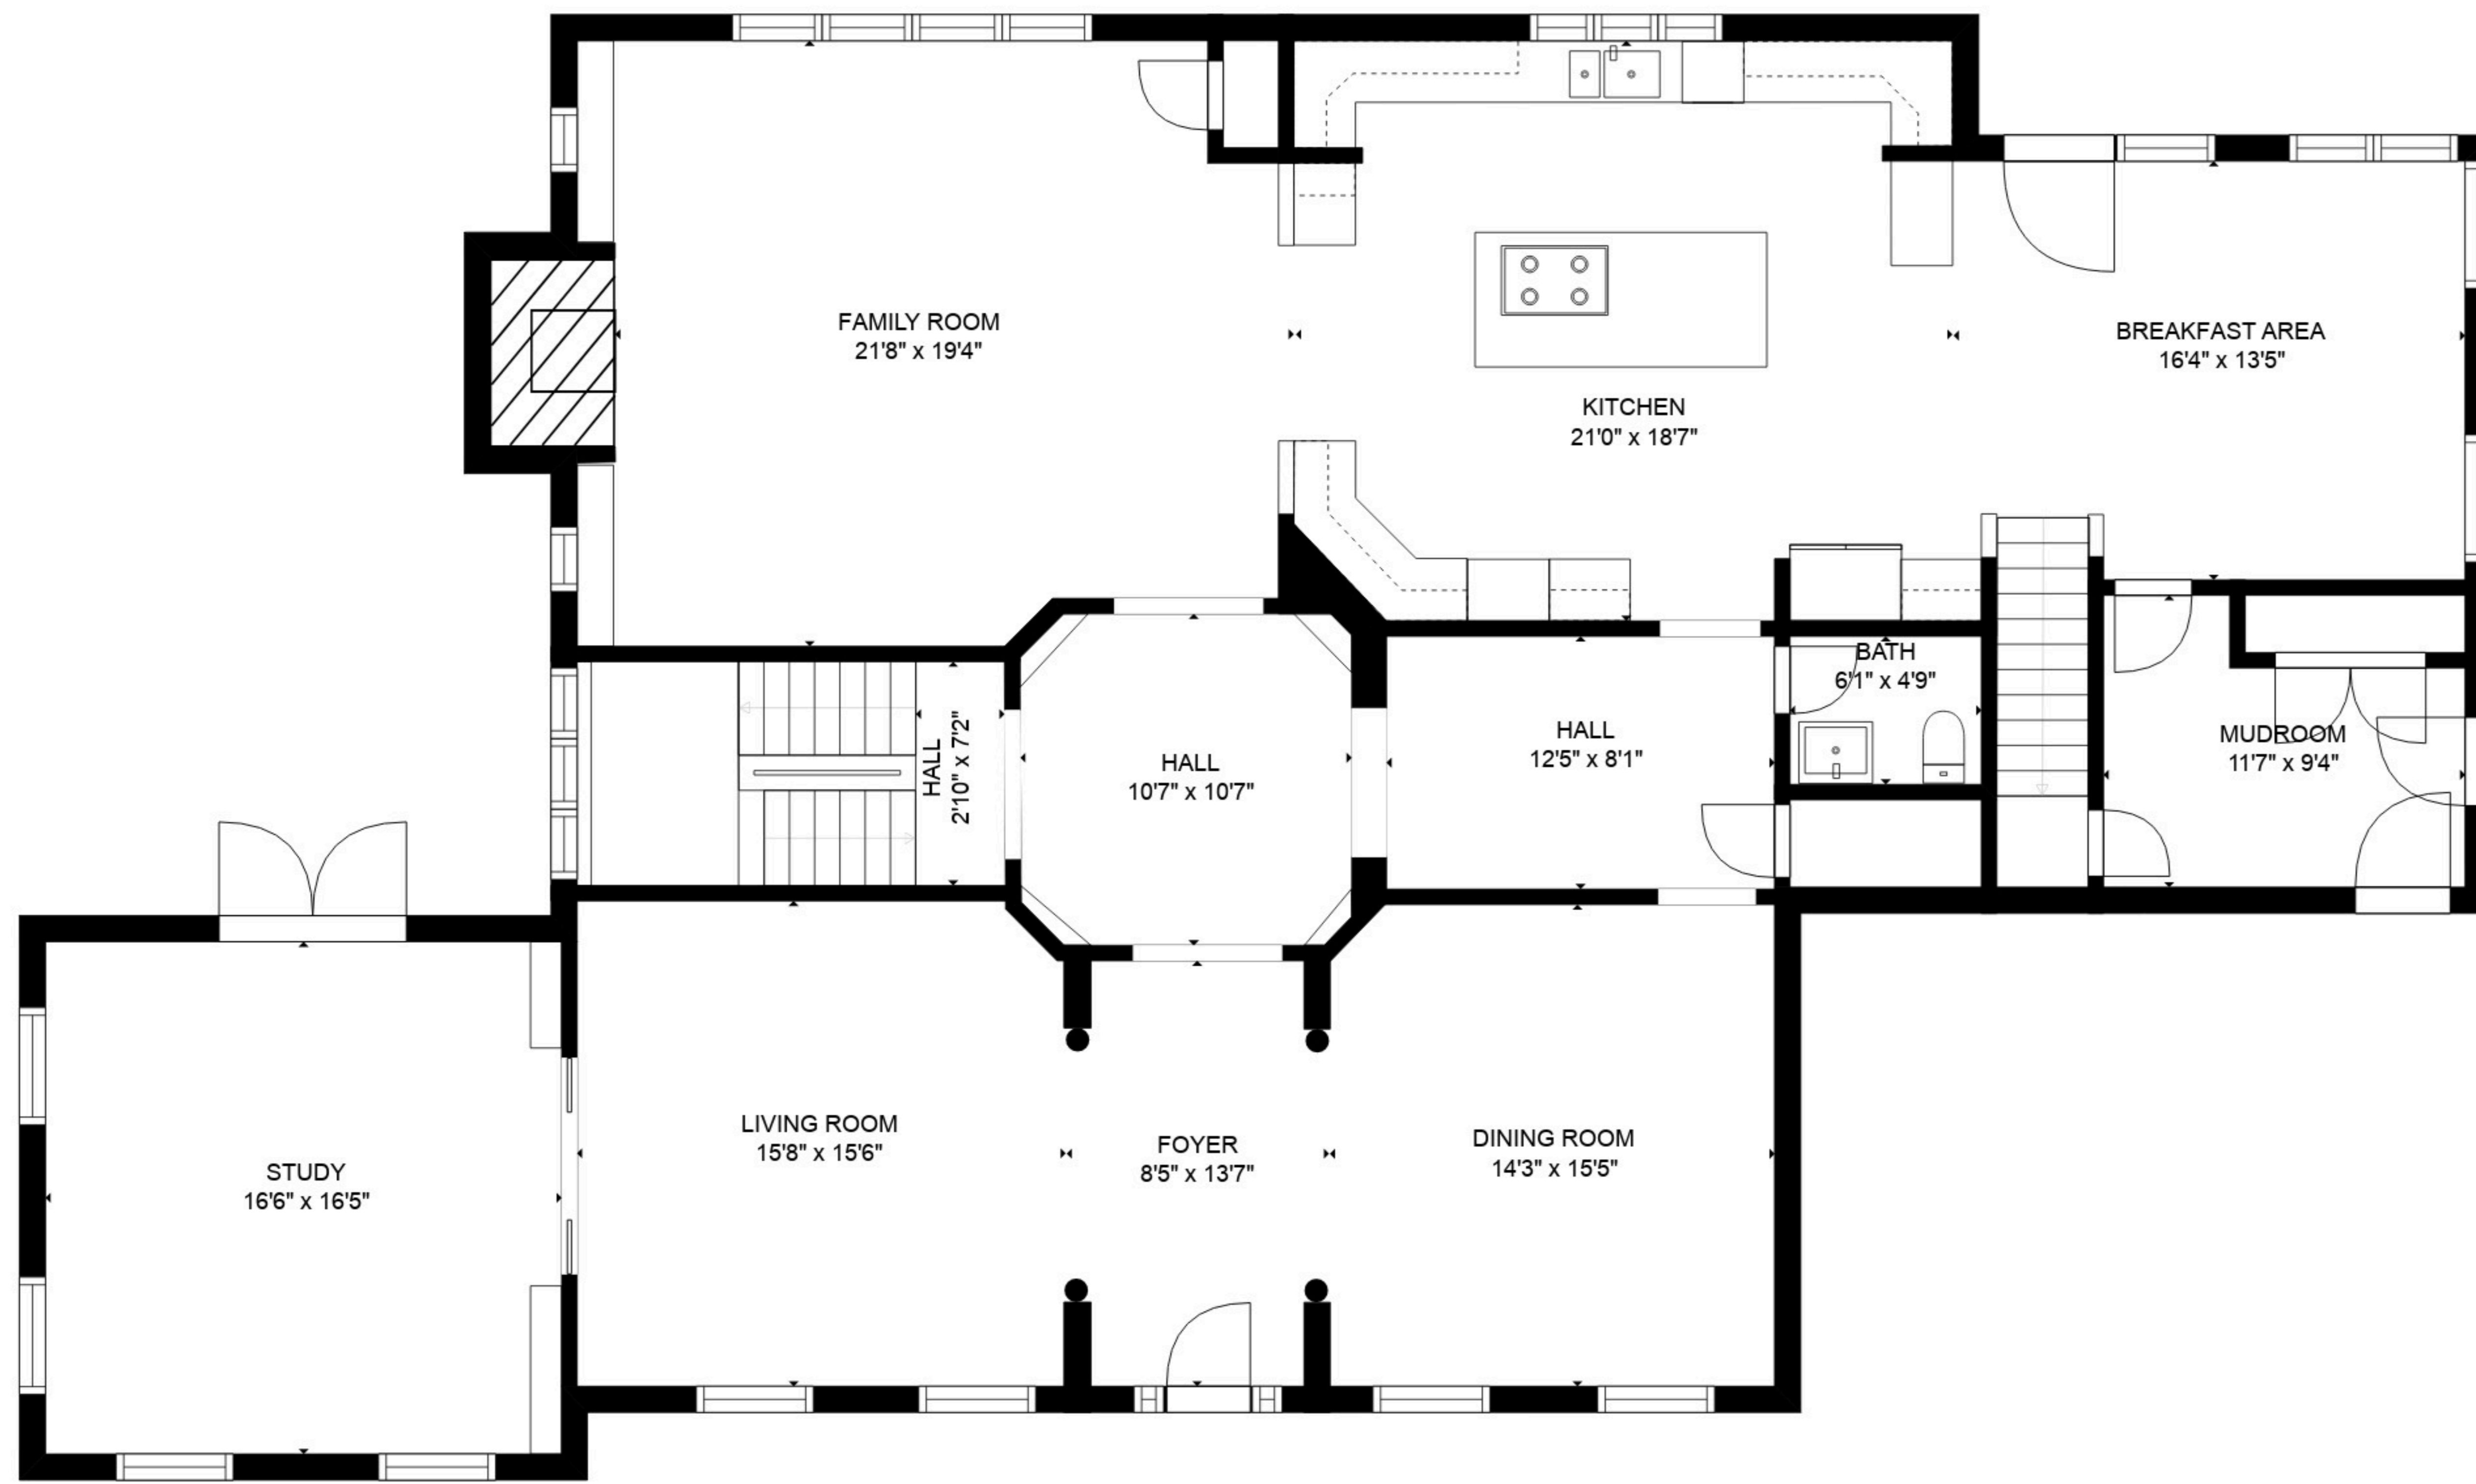 FAMILY ROOM
21'8" x 19'4"
BREAKFAST AREA
16'4" x 13'5"
KITCHEN
21'0" x 18'7"
BATH
6'1" x 4'9"
HALL
2'10" x 7'2"
HALL
10'7" x 10'7"
HALL
12'5" x 8'1"
MUDROOM
11'7" x 9'4"
STUDY
16'6" x 16'5"
LIVING ROOM
15'8" x 15'6"
FOYER
8'5" x 13'7"
DINING ROOM
14'3" x 15'5"